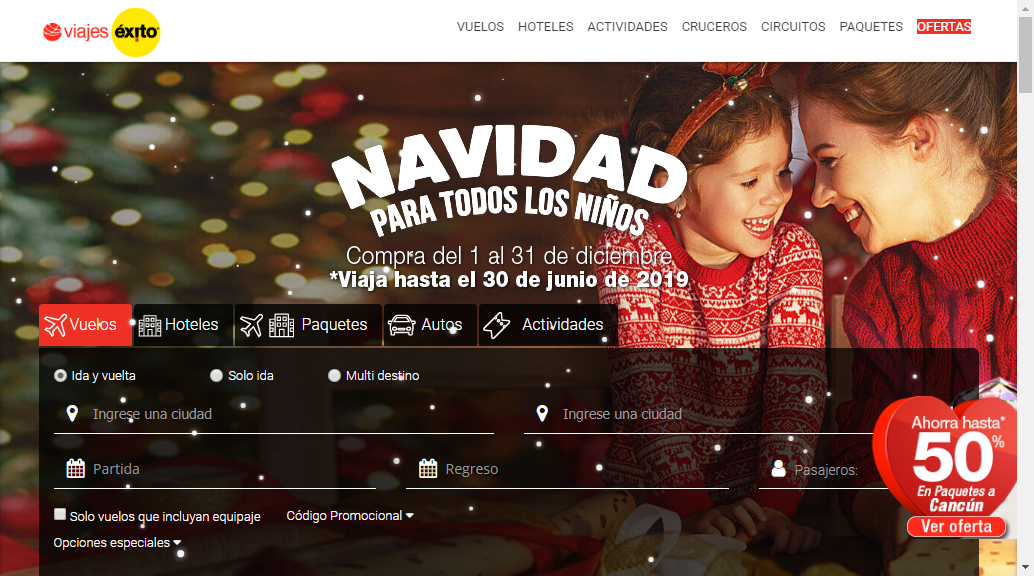 viajes éxito
VUELOS HOTELES ACTIVIDADES CRUCEROS CIRCUITOS PAQUETES OFERTAS
NAVIDAD
PARA TODOS LOS NIÑOS
Compra del 1 al 31 de diciembre
*Viaja hasta el 30 de junio de 2019
Vuelos Hoteles Paquetes Autos Actividades
Ida y vuelta Solo ida Multi destino
Ingrese una ciudad Ingrese una ciudad
Partida Regreso Pasajeros:
Ahorra hasta*
50%
En Paquetes a
Cancún
Ver oferta
Solo vuelos que incluyan equipaje Código Promocional
Opciones especiales